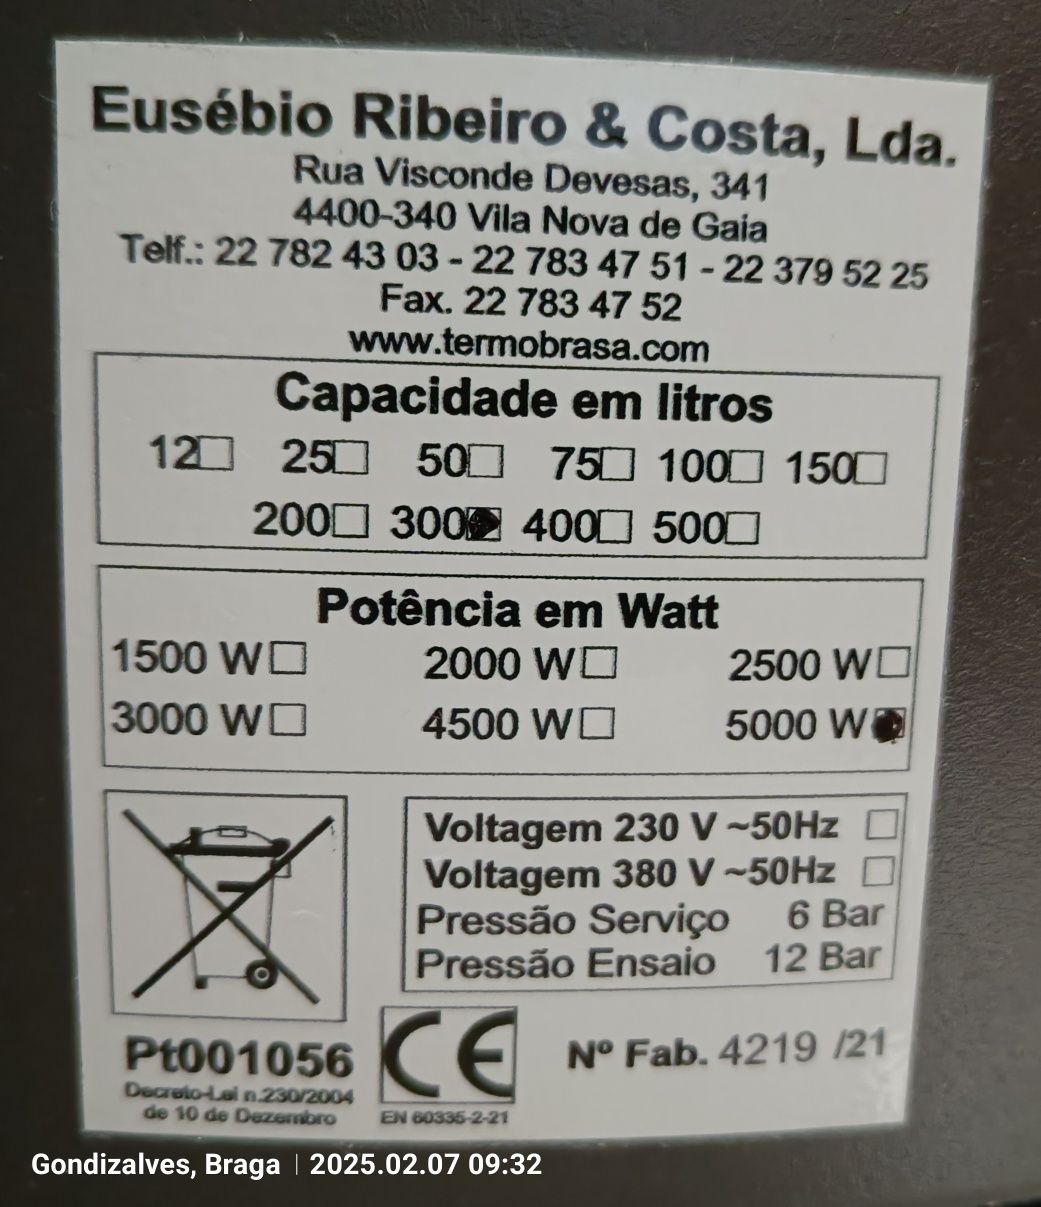 Eusébio Ribeiro & Costa, Lda.
Rua Visconde Devesas, 341
4400-340 Vila Nova de Gaia
Telf.: 22 782 43 03 - 22 783 47 51 - 22 379 52 25
Fax. 22 783 47 52
www.termobrasa.com
Capacidade em litros
12☐ 25☐ 50☐ 75☐ 100☐ 150☐
200☐ 300☒ 400☐ 500☐
Potência em Watt
1500 W☐ 2000 W☐ 2500 W☐
3000 W☐ 4500 W☐ 5000 W☒
Voltagem 230 V ~50Hz ☐
Voltagem 380 V ~50Hz ☐
Pressão Serviço 6 Bar
Pressão Ensaio 12 Bar
Pt001056
Decreto-Lei n.230/2004
de 10 de Dezembro
CE
EN 60335-2-21
Nº Fab. 4219 /21
Gondizalves, Braga | 2025.02.07 09:32